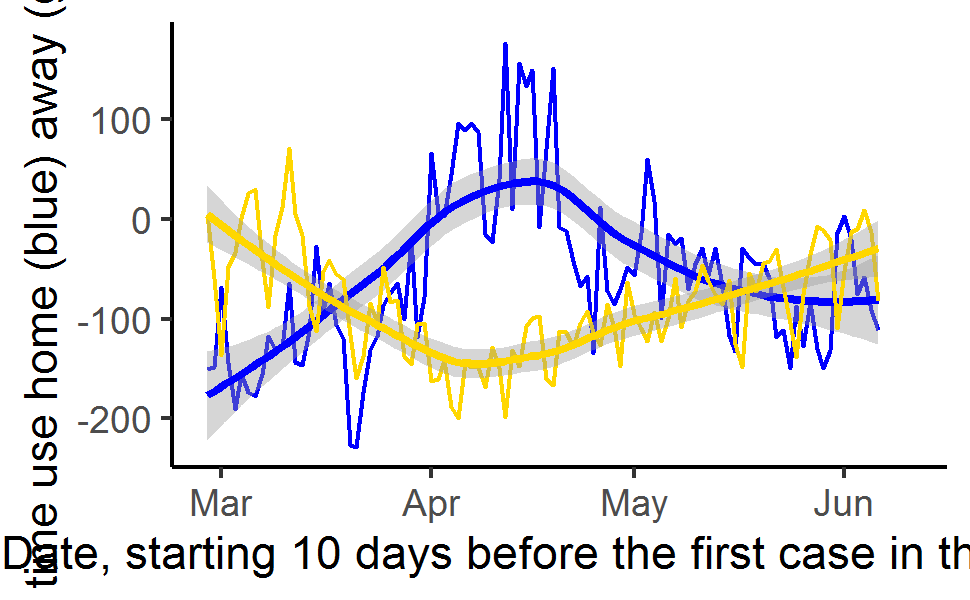 time use home (blue) away (
100
0
-100
-200
Mar Apr May Jun
Date, starting 10 days before the first case in th